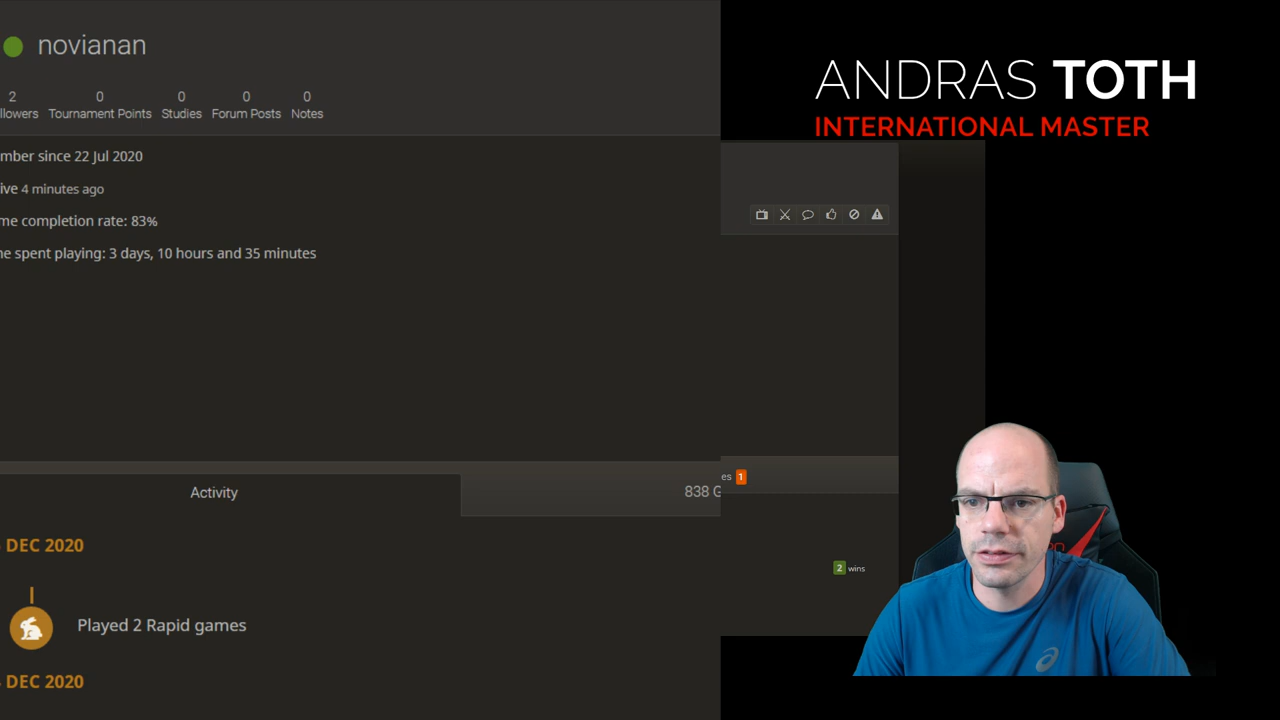 novianan
2 0 0 0 0
llowers Tournament Points Studies Forum Posts Notes
mber since 22 Jul 2020
ive 4 minutes ago
me completion rate: 83%
ne spent playing: 3 days, 10 hours and 35 minutes
Activity
838 G
DEC 2020
Played 2 Rapid games
DEC 2020
ANDRAS TOTH
INTERNATIONAL MASTER
es 1
2 wins